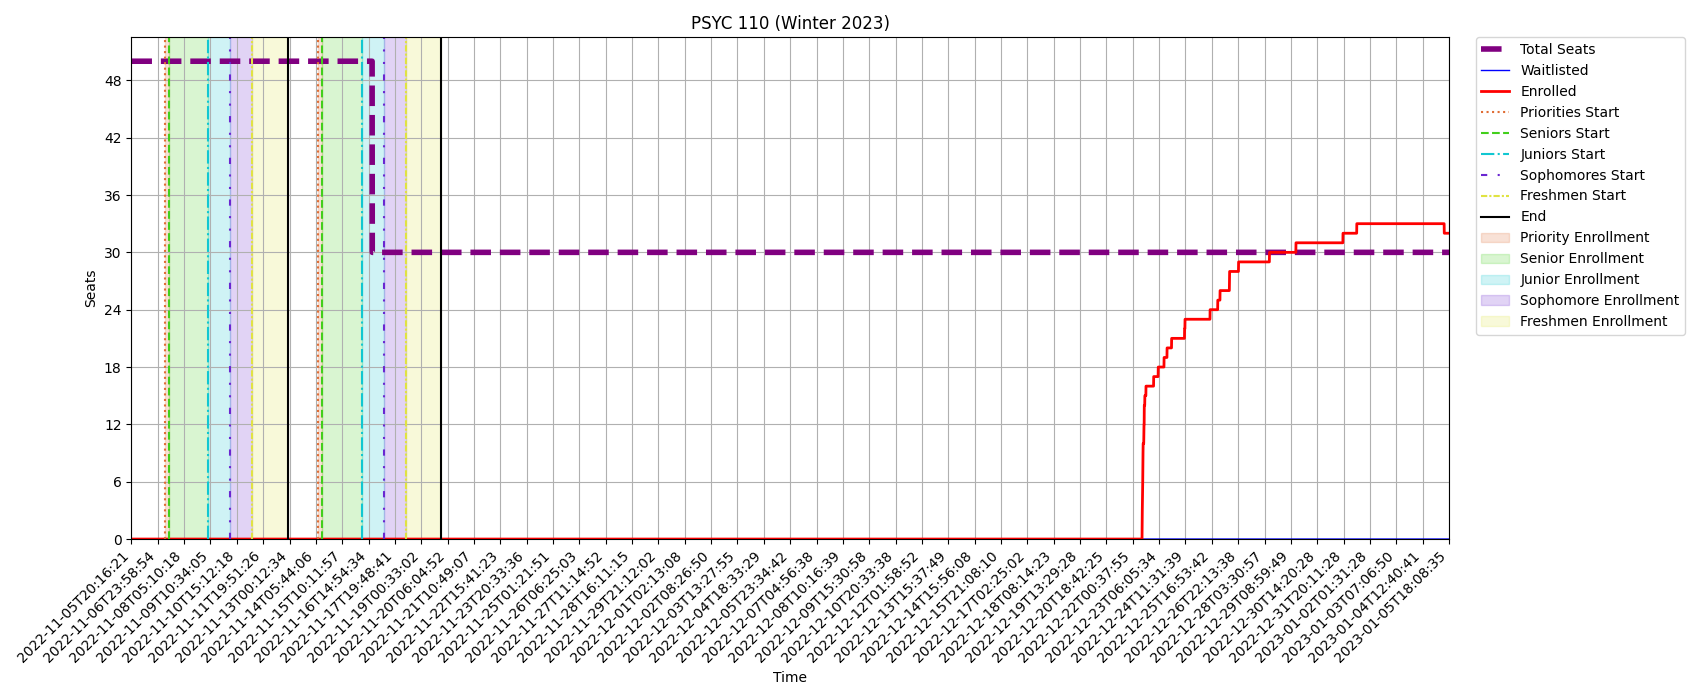 PSYC 110 (Winter 2023)
Seats
48
42
36
30
24
18
12
6
0
2022-11-05T20:16:21
2022-11-06T23:58:54
2022-11-08T05:10:18
2022-11-09T10:34:05
2022-11-10T15:12:18
2022-11-11T19:51:26
2022-11-13T00:12:34
2022-11-14T05:44:06
2022-11-15T10:11:57
2022-11-16T14:54:34
2022-11-17T19:48:41
2022-11-19T00:33:02
2022-11-20T06:04:52
2022-11-21T10:49:07
2022-11-22T15:41:23
2022-11-23T20:33:36
2022-11-25T01:21:51
2022-11-26T06:25:03
2022-11-27T11:14:52
2022-11-28T16:11:15
2022-11-29T21:12:02
2022-12-01T02:13:08
2022-12-02T08:26:50
2022-12-03T13:27:55
2022-12-04T18:33:29
2022-12-05T23:34:42
2022-12-07T04:56:38
2022-12-08T10:16:39
2022-12-09T15:30:58
2022-12-10T20:33:38
2022-12-12T01:58:52
2022-12-13T15:37:49
2022-12-14T15:56:08
2022-12-15T21:08:10
2022-12-17T02:25:02
2022-12-18T08:14:23
2022-12-19T13:29:28
2022-12-20T18:42:25
2022-12-22T00:37:55
2022-12-23T06:05:34
2022-12-24T11:31:39
2022-12-25T16:53:42
2022-12-26T22:13:38
2022-12-28T03:30:57
2022-12-29T08:59:49
2022-12-30T14:20:28
2022-12-31T20:11:28
2023-01-02T01:31:28
2023-01-03T07:06:50
2023-01-04T12:40:41
2023-01-05T18:08:35
Time
Total Seats
Waitlisted
Enrolled
Priorities Start
Seniors Start
Juniors Start
Sophomores Start
Freshmen Start
End
Priority Enrollment
Senior Enrollment
Junior Enrollment
Sophomore Enrollment
Freshmen Enrollment